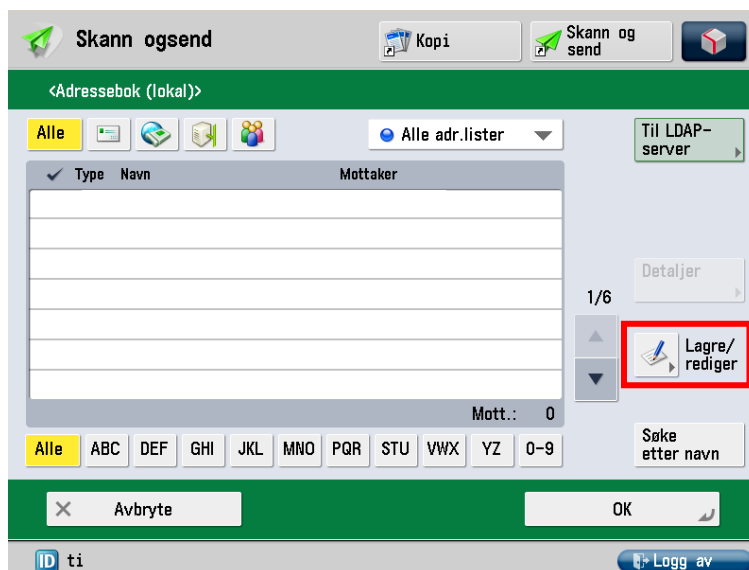 Skann ogsend
Kopi
Skann og
send
<Adressebok (lokal)>
Alle
Alle adr.lister
Til LDAP-
server
Type Navn Mottaker
Detaljer
1/6
Lagre/
rediger
Mott.: 0
Alle ABC DEF GHI JKL MNO PQR STU VWX YZ 0-9
Søke
etter navn
Avbryte
OK
ID ti
Logg av